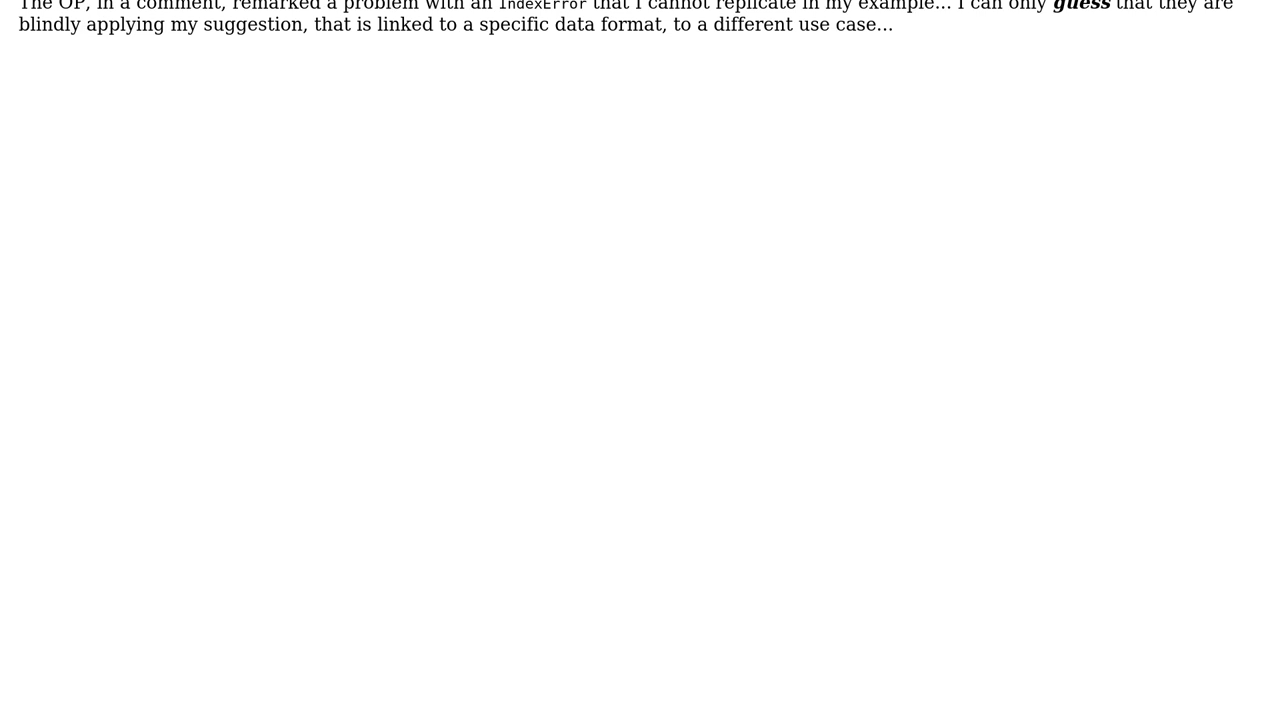 The OP, in a comment, remarked a problem with an IndexError that I cannot replicate in my example... I can only guess that they are
blindly applying my suggestion, that is linked to a specific data format, to a different use case...